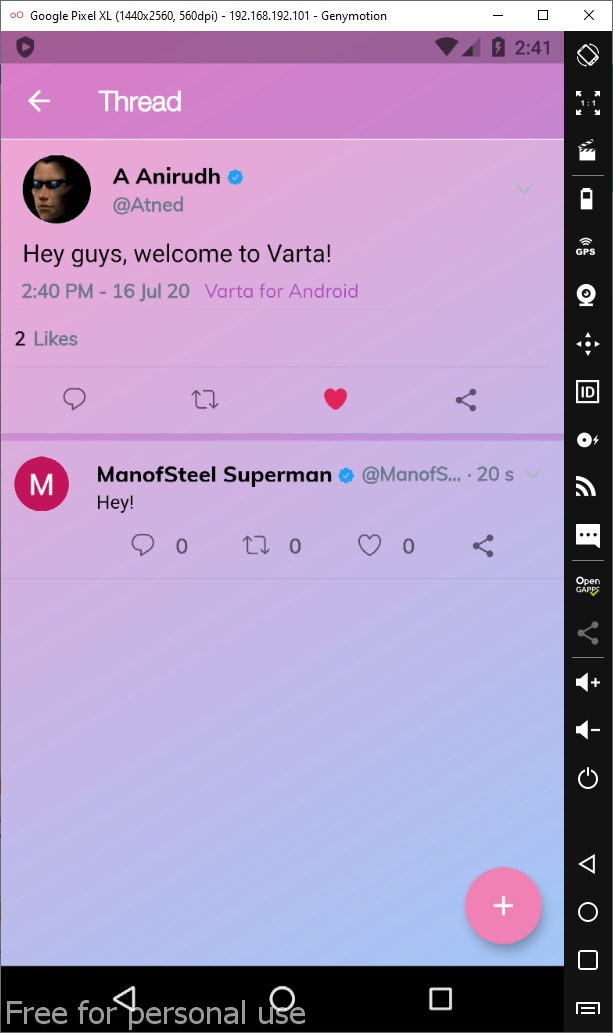 Google Pixel XL (1440x2560, 560dpi) - 192.168.192.101 - Genymotion
2:41
Thread
A Anirudh
@Atned
Hey guys, welcome to Varta!
2:40 PM - 16 Jul 20 Varta for Android
2 Likes
M ManofSteel Superman @ManofS... · 20 s
Hey!
0 0 0
1:1
GPS
ID
Open
GAPPS
Free for personal use